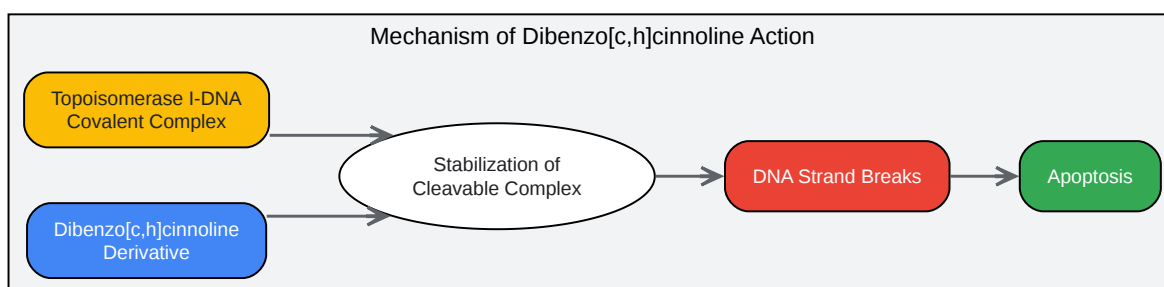 Mechanism of Dibenzo[c,h]cinnoline Action
Topoisomerase I-DNA
Covalent Complex
Stabilization of
Cleavable Complex
DNA Strand Breaks
Apoptosis
Dibenzo[c,h]cinnoline
Derivative